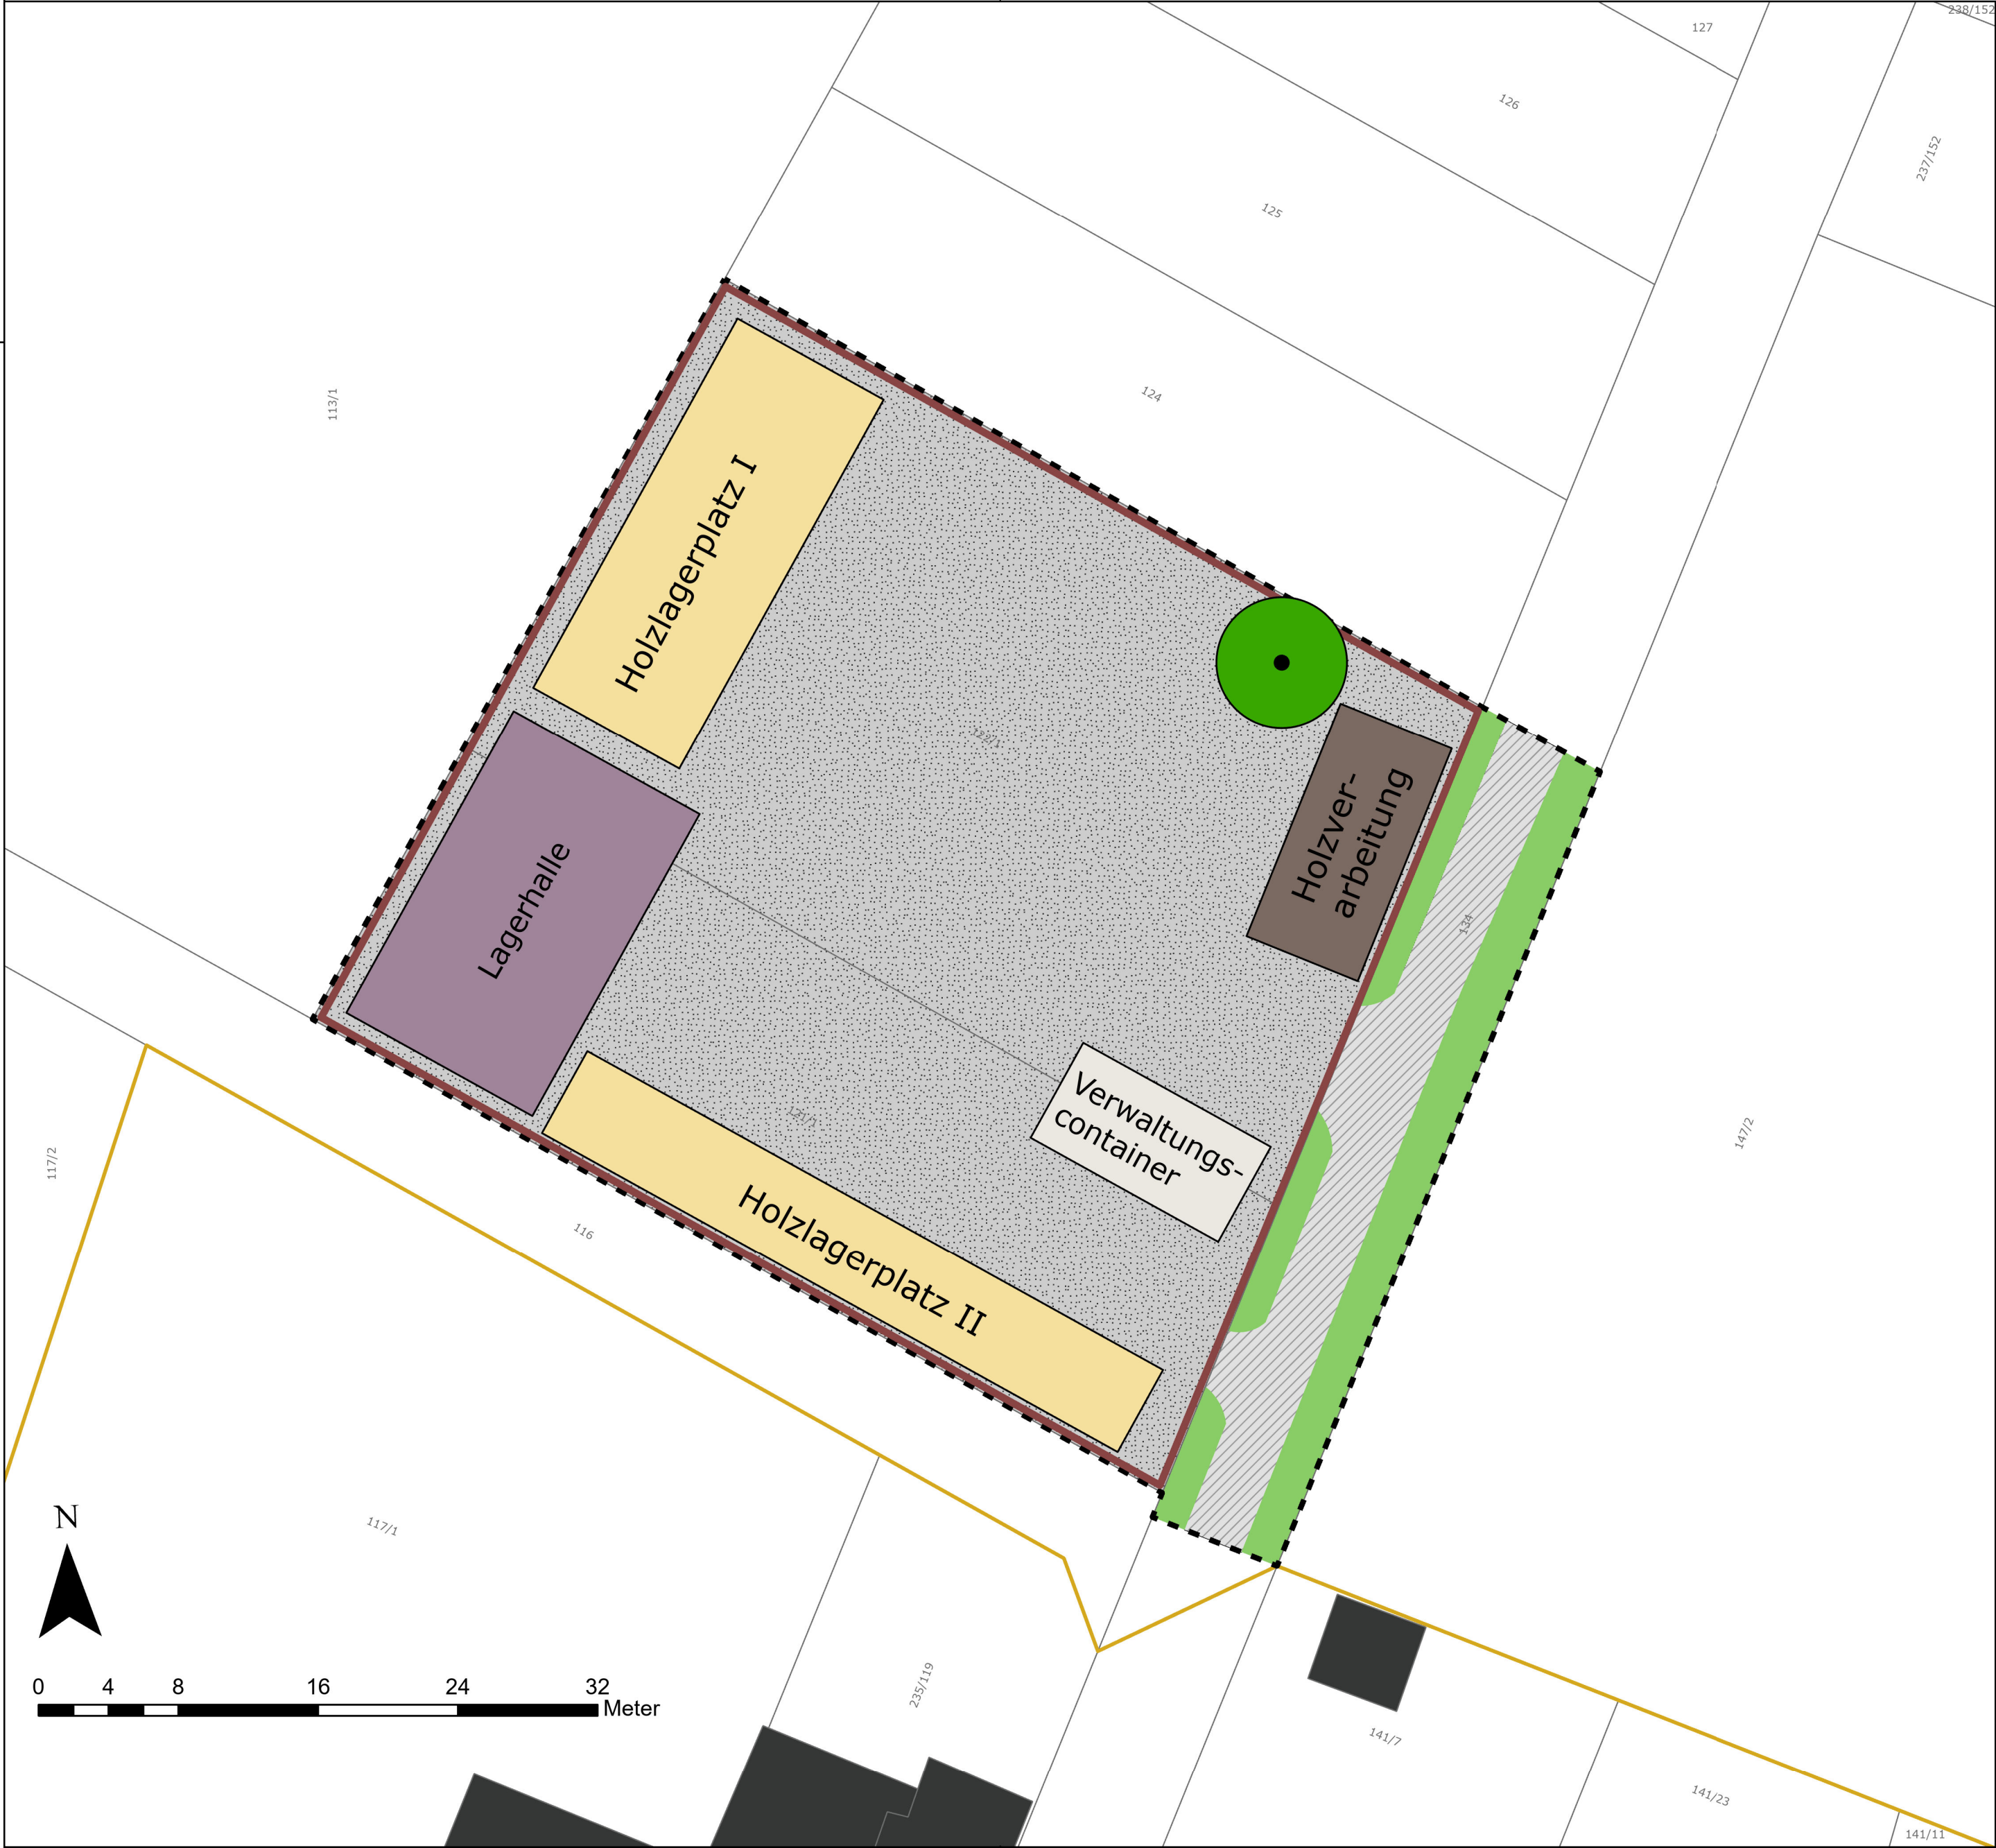 238/152
127
126
237/152
125
124
113/1
Holzlagerplatz I
Holzver-
arbeitung
Lagerhalle
134
Verwaltungs-
container
147/2
117/2
116
Holzlagerplatz II
N
117/1
235/119
0 4 8 16 24 32
Meter
141/7
141/23
141/11